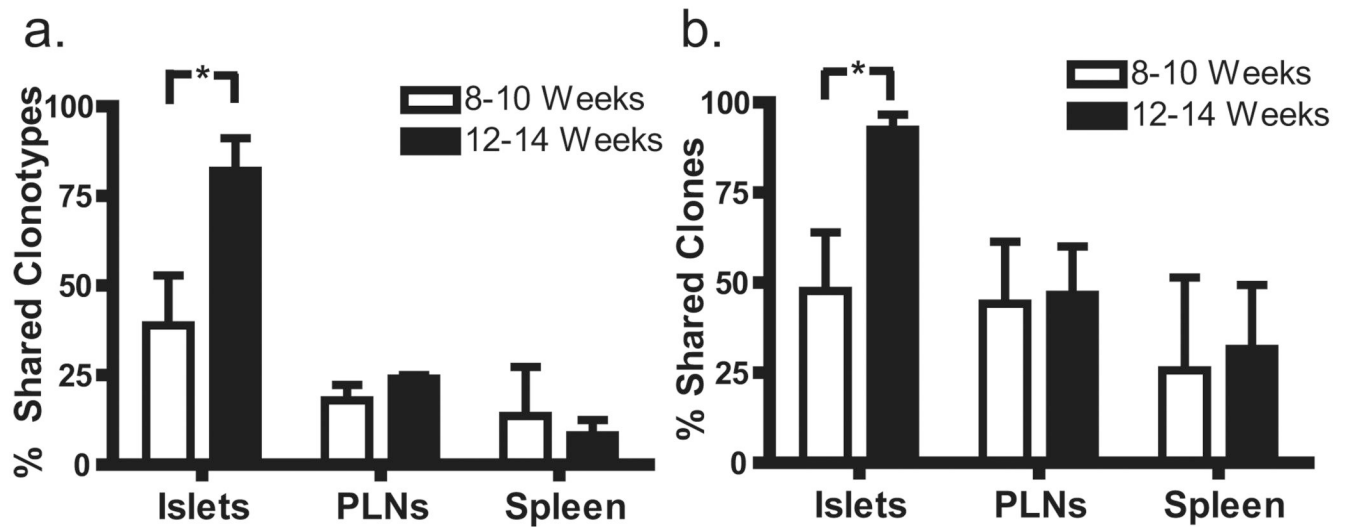 a.
*
8-10 Weeks
12-14 Weeks
% Shared Clonotypes
100
75
50
25
0
Islets
PLNs
Spleen
b.
*
8-10 Weeks
12-14 Weeks
% Shared Clones
100
75
50
25
0
Islets
PLNs
Spleen